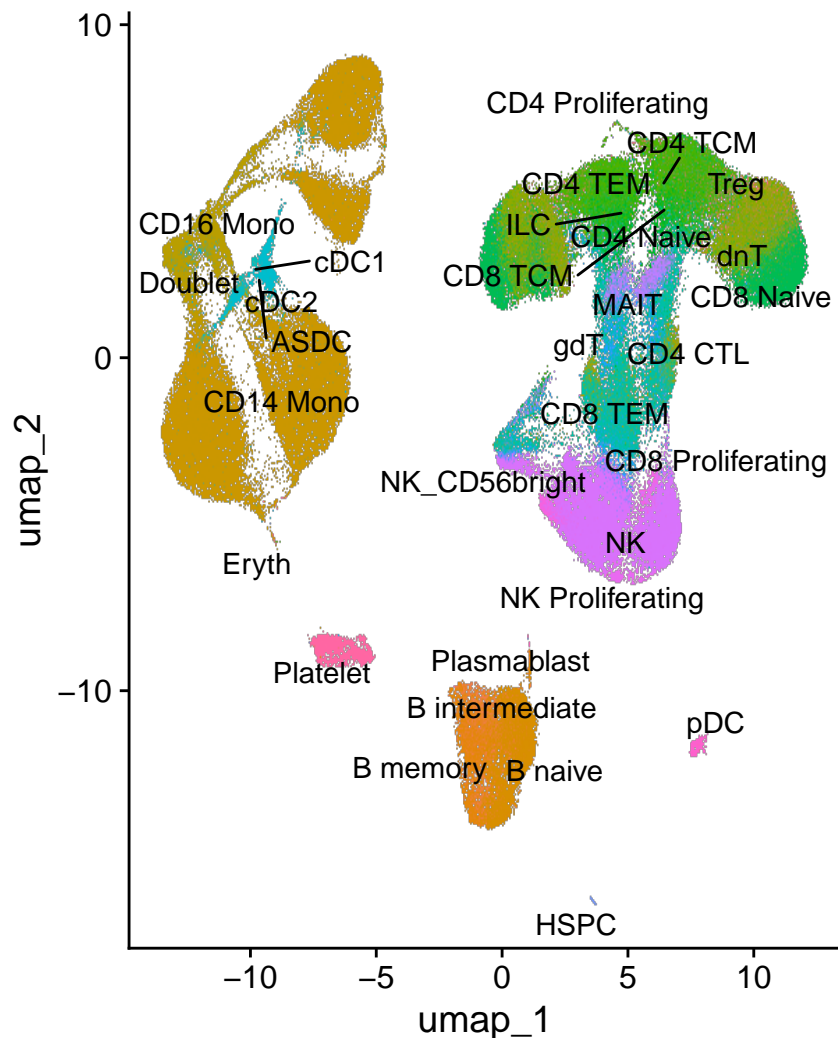 10
CD4 Proliferating
CD4 TCM
CD4 TEM
Treg
CD16 Mono
ILC
CD4 Naive
dnT
cDC1
CD8 TCM
Doublet
CD8 Naive
cDC2
MAIT
ASDC
gdT
CD4 CTL
0
CD14 Mono
CD8 TEM
CD8 Proliferating
NK_CD56bright
umap_2
NK
Eryth
NK Proliferating
Plasmablast
Platelet
−10
B intermediate
pDC
B memory
B naive
HSPC
−10
−5
0
5
10
umap_1